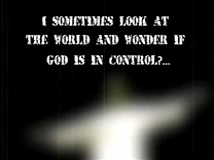 I SOMETIMES LOOK AT
THE WORLD AND WONDER IF
GOD IS IN CONTROL?...